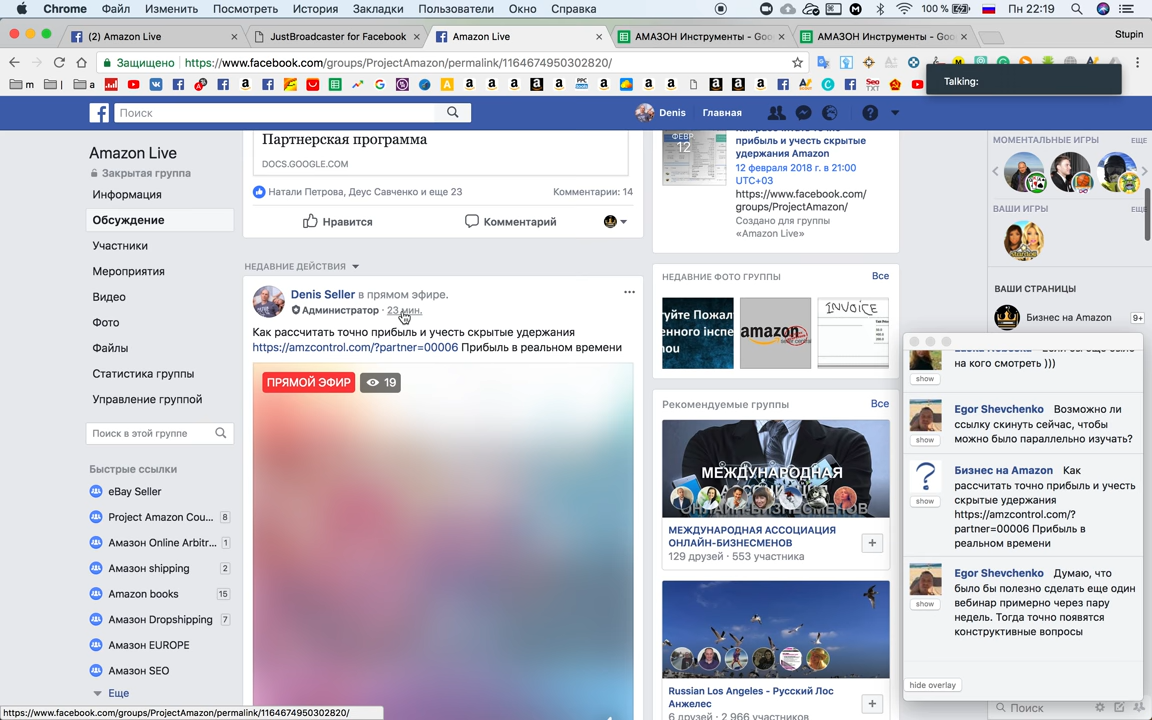 Chrome Файл Изменить Посмотреть История Закладки Пользователи Окно Справка
100 % Пн 22:19
(2) Amazon Live
JustBroadcaster for Facebook
Amazon Live
АМАЗОН Инструменты - Goo
АМАЗОН Инструменты - Goo
Stupin
Защищено https://www.facebook.com/groups/ProjectAmazon/permalink/1164674950302820/
Talking:
Поиск
Denis
Главная
Amazon Live
Закрытая группа
Информация
Обсуждение
Участники
Мероприятия
Видео
Фото
Файлы
Статистика группы
Управление группой
Поиск в этой группе
Быстрые ссылки
eBay Seller
Project Amazon Cou... 8
Амазон Online Arbitr... 1
Амазон shipping 2
Amazon books 15
Амазон Dropshipping 7
Амазон EUROPE
Амазон SEO
Еще
https://www.facebook.com/groups/ProjectAmazon/permalink/1164674950302820/
Партнерская программа
DOCS.GOOGLE.COM
Натали Петрова, Деус Савченко и еще 23
Комментарии: 14
Нравится
Комментарий
НЕДАВНИЕ ДЕЙСТВИЯ
Denis Seller в прямом эфире.
Администратор · 23 мин.
Как рассчитать точно прибыль и учесть скрытые удержания
https://amzcontrol.com/?partner=00006 Прибыль в реальном времени
ПРЯМОЙ ЭФИР
19
ФЕВР
12
Как рассчитать точно
прибыль и учесть скрытые
удержания Amazon
12 февраля 2018 г. в 21:00
UTC+03
https://www.facebook.com/
groups/ProjectAmazon/
Создано для группы
«Amazon Live»
НЕДАВНИЕ ФОТО ГРУППЫ
Все
amazon
INVOICE
Рекомендуемые группы
Все
МЕЖДУНАРОДНАЯ
АССОЦИАЦИЯ
ОНЛАЙН-БИЗНЕСМЕНОВ
МЕЖДУНАРОДНАЯ АССОЦИАЦИЯ
ОНЛАЙН-БИЗНЕСМЕНОВ
129 друзей · 553 участника
Russian Los Angeles - Русский Лос
Анжелес
6 друзей · 2 966 участников
МОМЕНТАЛЬНЫЕ ИГРЫ
ЕЩЕ
ВАШИ ИГРЫ
ЕЩЕ
ВАШИ СТРАНИЦЫ
Бизнес на Amazon
9+
на кого смотреть )))
show
Egor Shevchenko Возможно ли
ссылку скинуть сейчас, чтобы
можно было параллельно изучать?
show
Бизнес на Amazon Как
рассчитать точно прибыль и учесть
скрытые удержания
https://amzcontrol.com/?
partner=00006 Прибыль в
реальном времени
show
Egor Shevchenko Думаю, что
было бы полезно сделать еще один
вебинар примерно через пару
недель. Тогда точно появятся
конструктивные вопросы
show
hide overlay
Поиск